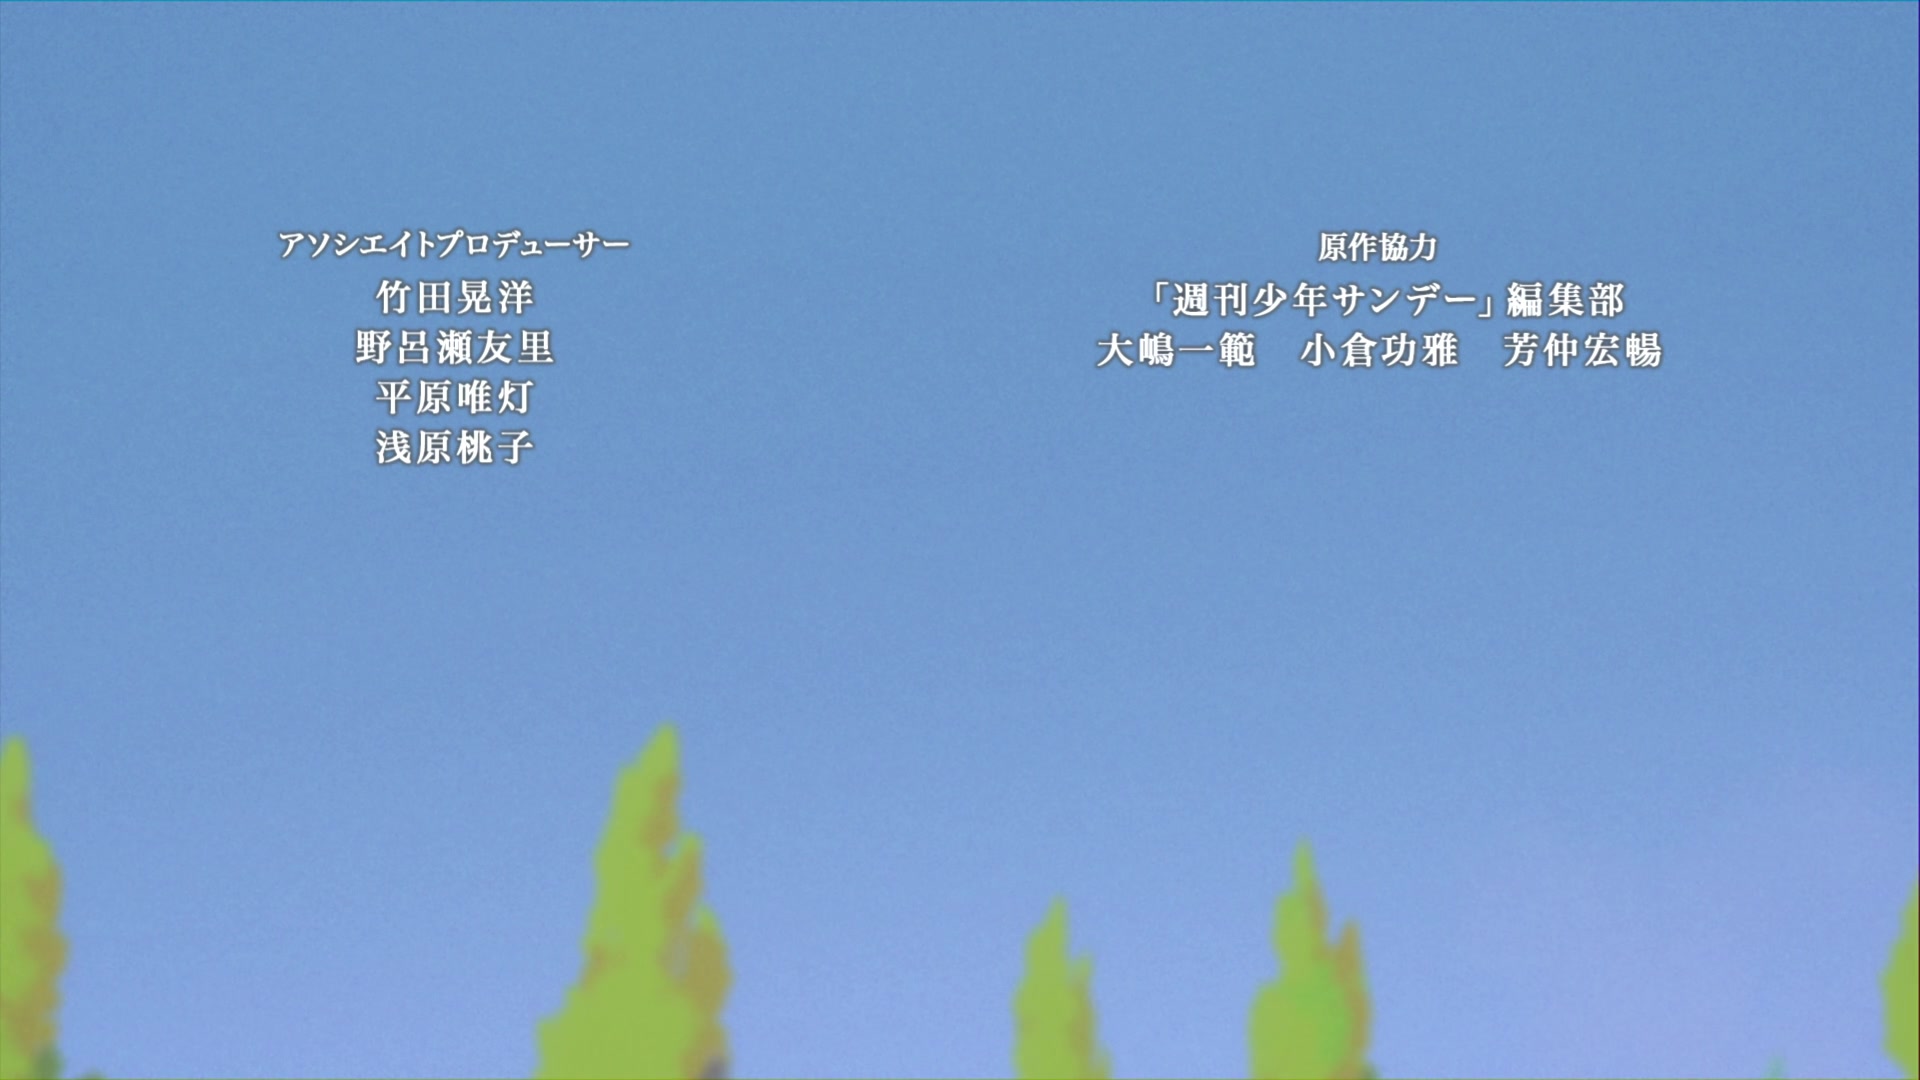 アソシエイトプロデューサー
竹田晃洋
野呂瀬友里
平原唯灯
浅原桃子
原作協力
「週刊少年サンデー」編集部
大嶋一範　小倉功雅　芳仲宏暢